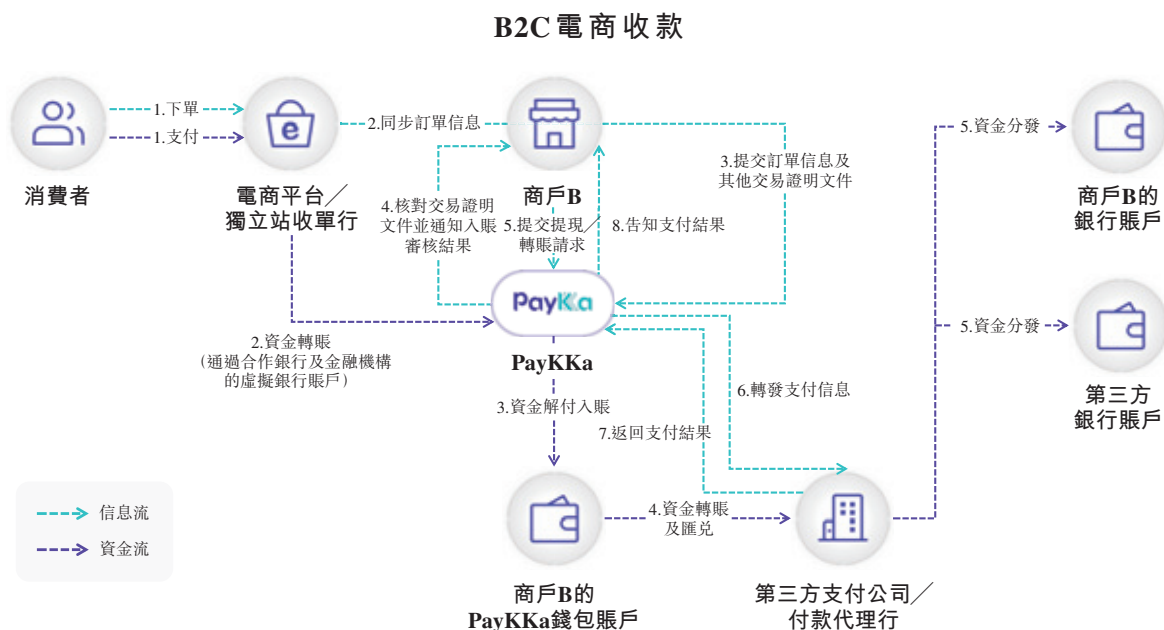 B2C電商收款
1.下單
1.支付
2.同步訂單信息
3.提交訂單信息及
其他交易證明文件
5.資金分發
消費者
電商平台／
獨立站收單行
商戶B
商戶B的
銀行賬戶
4.核對交易證明
文件並通知入賬
審核結果
5.提交提現／
轉賬請求
8.告知支付結果
PayKKa
PayKKa
2.資金轉賬
(通過合作銀行及金融機構
的虛擬銀行賬戶)
5.資金分發
第三方
銀行賬戶
3.資金解付入賬
6.轉發支付信息
7.返回支付結果
信息流
資金流
4.資金轉賬
及匯兌
商戶B的
PayKKa錢包賬戶
第三方支付公司／
付款代理行